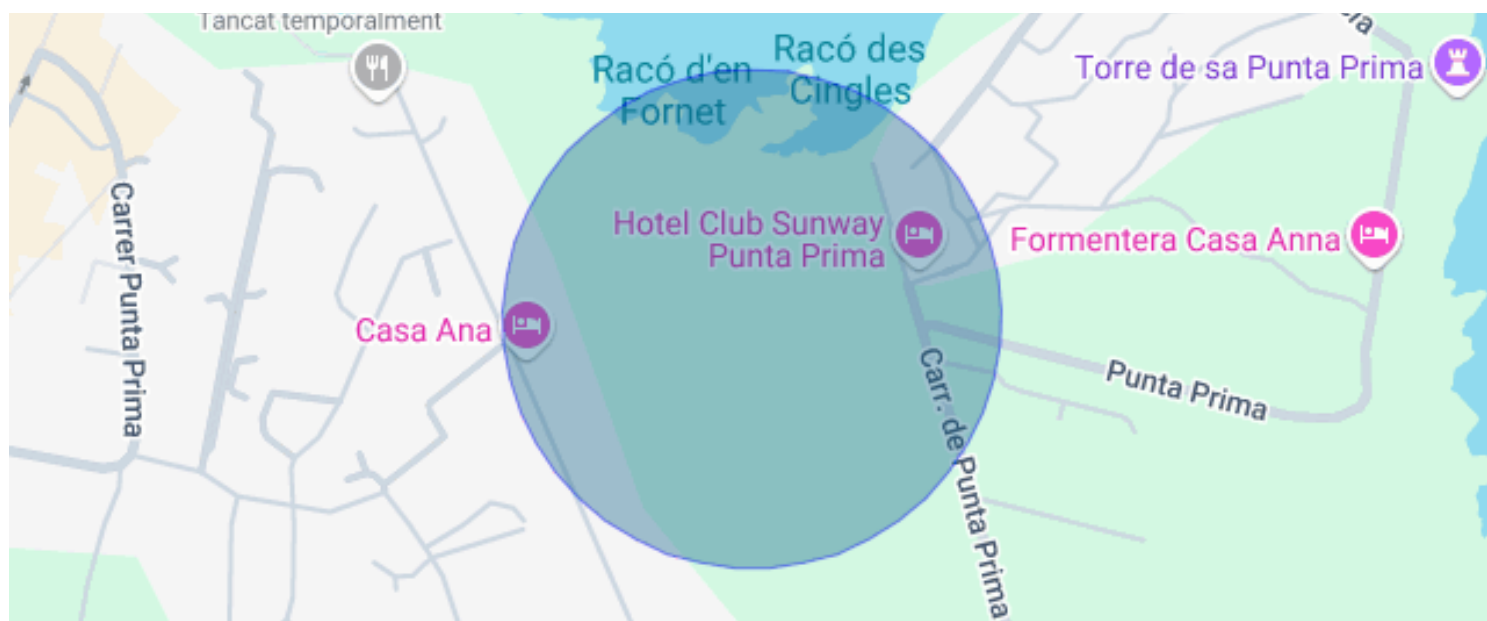 Tancat temporalment
Racó d'en
Fornet
Racó des
Cingles
Torre de sa Punta Prima
Carrer Punta Prima
Hotel Club Sunway
Punta Prima
Formentera Casa Anna
Casa Ana
Carr. de Punta Prima
Punta Prima